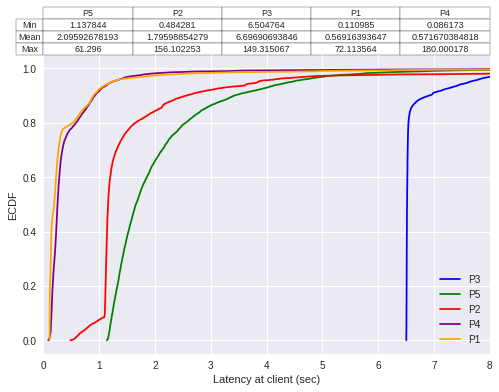 P5 P2 P3 P1 P4
Min 1.137844 0.484281 6.504764 0.110985 0.086173
Mean 2.09592678193 1.79598854279 6.69690693846 0.56916393647 0.571670384818
Max 61.296 156.102253 149.315067 72.113564 180.000178
1.0
0.8
0.6
0.4
0.2
0.0
ECDF
P3
P5
P2
P4
P1
0 1 2 3 4 5 6 7 8
Latency at client (sec)